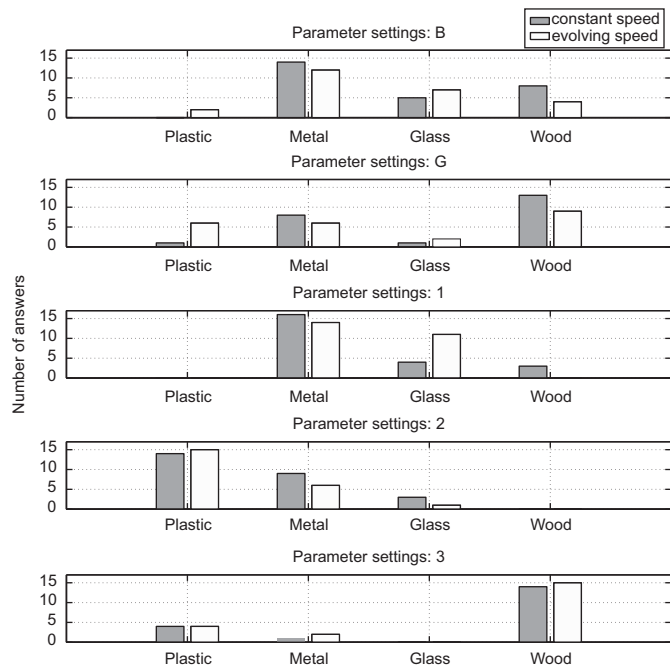 constant speed
evolving speed
Parameter settings: B
15
10
5
0
Plastic Metal Glass Wood
Parameter settings: G
15
10
5
0
Plastic Metal Glass Wood
Parameter settings: 1
15
10
5
0
Plastic Metal Glass Wood
Parameter settings: 2
15
10
5
0
Plastic Metal Glass Wood
Parameter settings: 3
15
10
5
0
Plastic Metal Glass Wood
Number of answers